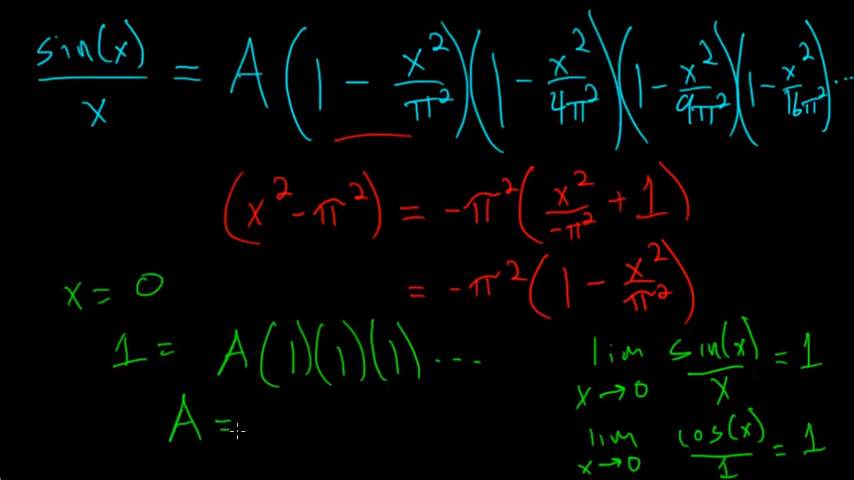 sin(x)/x = A(1 - x²/π²)(1 - x²/4π²)(1 - x²/9π²)(1 - x²/16π²)...
(x² - π²) = -π²(x²/-π² + 1)
= -π²(1 - x²/π²)
x = 0
1 = A(1)(1)(1)...
A =
lim x→0 sin(x)/x = 1
lim x→0 cos(x)/1 = 1